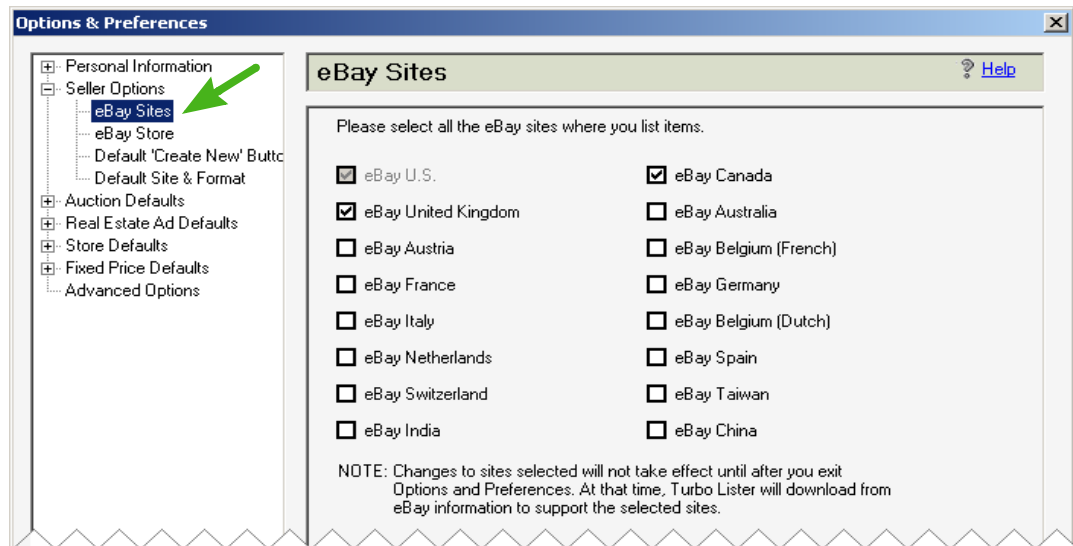 Options & Preferences
Personal Information
Seller Options
eBay Sites
eBay Store
Default 'Create New' Buttc
Default Site & Format
Auction Defaults
Real Estate Ad Defaults
Store Defaults
Fixed Price Defaults
Advanced Options
eBay Sites
? Help
Please select all the eBay sites where you list items.
eBay U.S.
eBay Canada
eBay United Kingdom
eBay Australia
eBay Austria
eBay Belgium (French)
eBay France
eBay Germany
eBay Italy
eBay Belgium (Dutch)
eBay Netherlands
eBay Spain
eBay Switzerland
eBay Taiwan
eBay India
eBay China
NOTE: Changes to sites selected will not take effect until after you exit
Options and Preferences. At that time, Turbo Lister will download from
eBay information to support the selected sites.